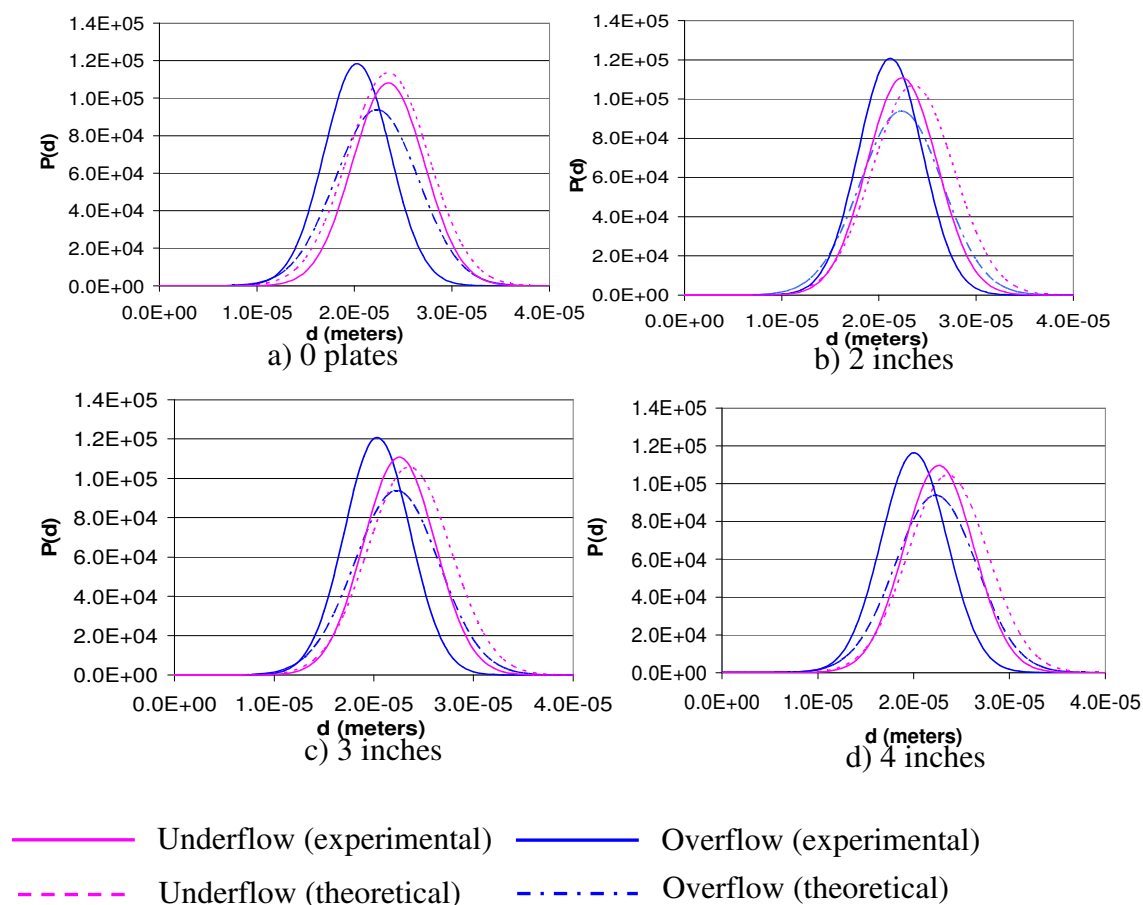 1.4E+05
1.2E+05
1.0E+05
8.0E+04
6.0E+04
4.0E+04
2.0E+04
0.0E+00
P(d)
0.0E+00 1.0E-05 2.0E-05 3.0E-05 4.0E-05
d (meters)
a) 0 plates
1.4E+05
1.2E+05
1.0E+05
8.0E+04
6.0E+04
4.0E+04
2.0E+04
0.0E+00
P(d)
0.0E+00 1.0E-05 2.0E-05 3.0E-05 4.0E-05
d (meters)
b) 2 inches
1.4E+05
1.2E+05
1.0E+05
8.0E+04
6.0E+04
4.0E+04
2.0E+04
0.0E+00
P(d)
0.0E+00 1.0E-05 2.0E-05 3.0E-05 4.0E-05
d (meters)
c) 3 inches
1.4E+05
1.2E+05
1.0E+05
8.0E+04
6.0E+04
4.0E+04
2.0E+04
0.0E+00
P(d)
0.0E+00 1.0E-05 2.0E-05 3.0E-05 4.0E-05
d (meters)
d) 4 inches
Underflow (experimental) Overflow (experimental)
Underflow (theoretical) Overflow (theoretical)